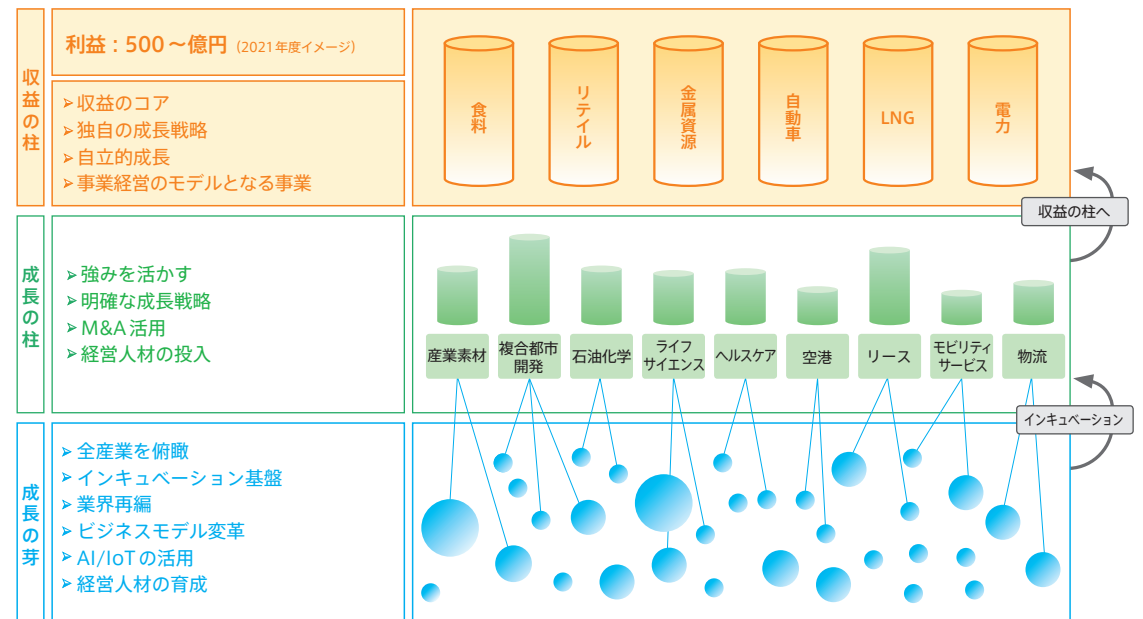 収益の柱
利益：500～億円（2021年度イメージ）
➢収益のコア
➢独自の成長戦略
➢自立的成長
➢事業経営のモデルとなる事業
食料
リテイル
金属資源
自動車
LNG
電力
収益の柱へ
成長の柱
➢強みを活かす
➢明確な成長戦略
➢M&A活用
➢経営人材の投入
産業素材
複合都市
開発
石油化学
ライフ
サイエンス
ヘルスケア
空港
リース
モビリティ
サービス
物流
インキュベーション
成長の芽
➢全産業を俯瞰
➢インキュベーション基盤
➢業界再編
➢ビジネスモデル変革
➢AI/IoTの活用
➢経営人材の育成